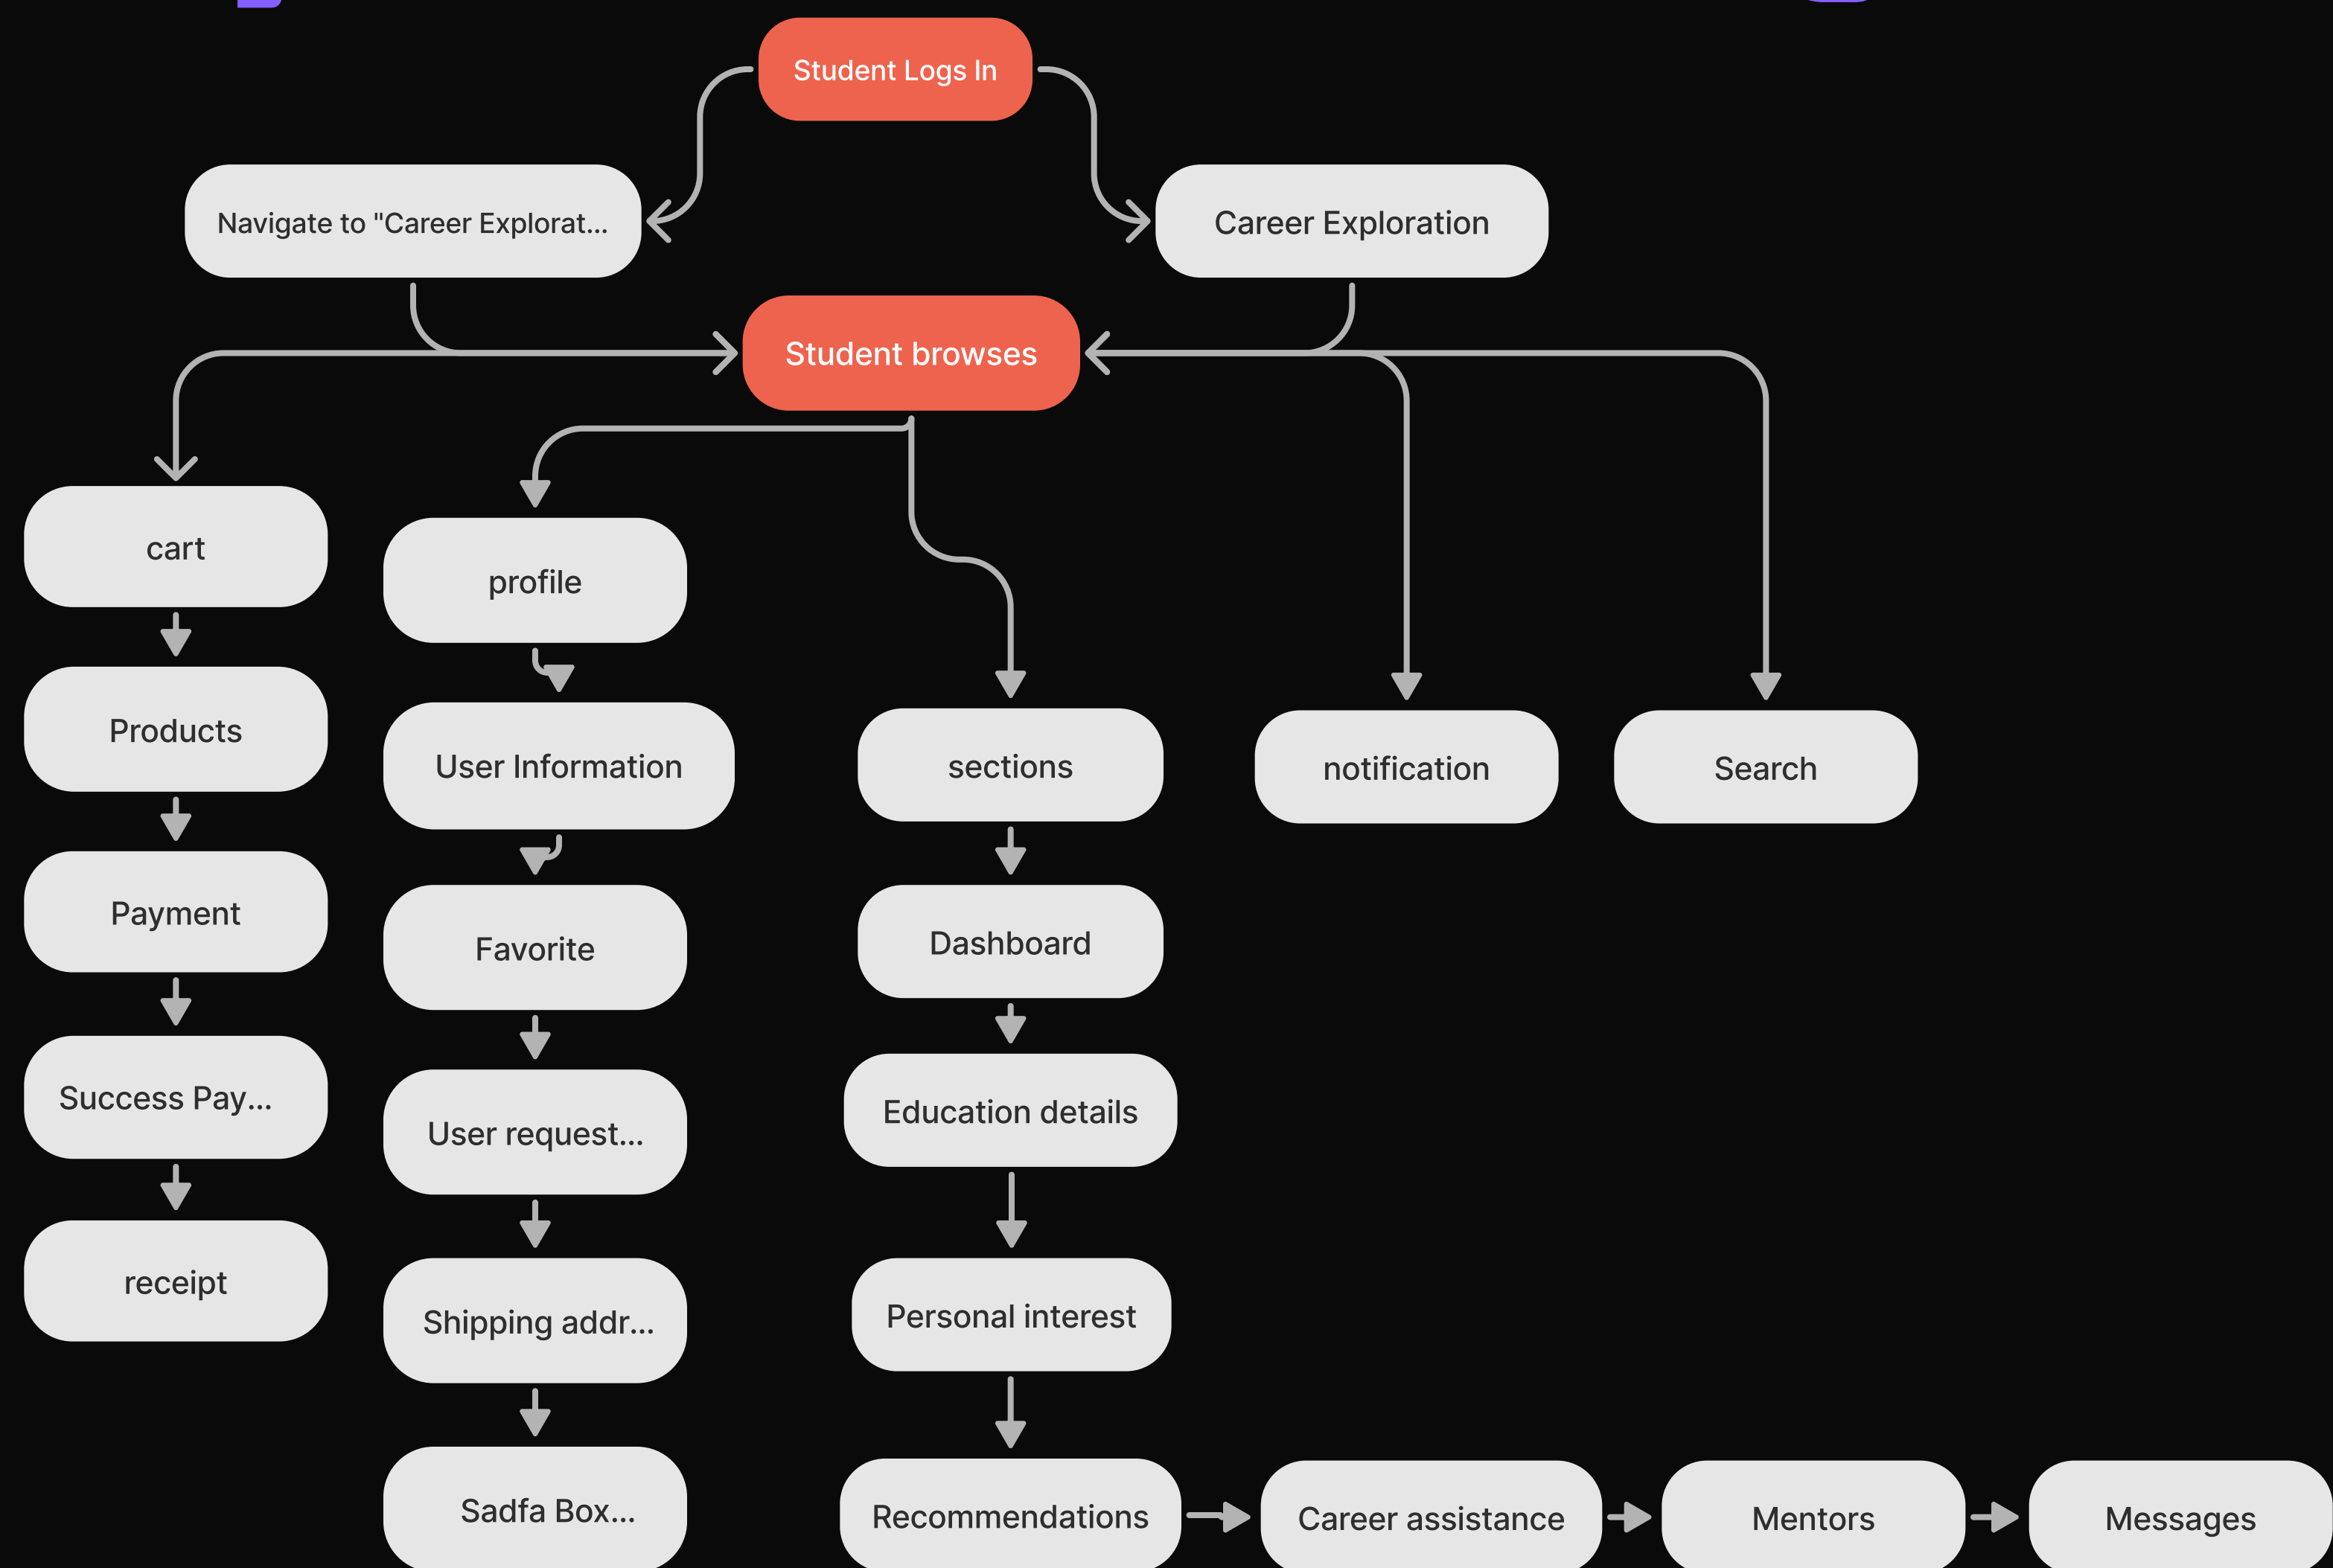 Student Logs In
Navigate to "Career Explorat...
Career Exploration
Student browses
cart
profile
Products
User Information
sections
notification
Search
Payment
Favorite
Dashboard
Success Pay...
User request...
Education details
receipt
Shipping addr...
Personal interest
Sadfa Box...
Recommendations
Career assistance
Mentors
Messages